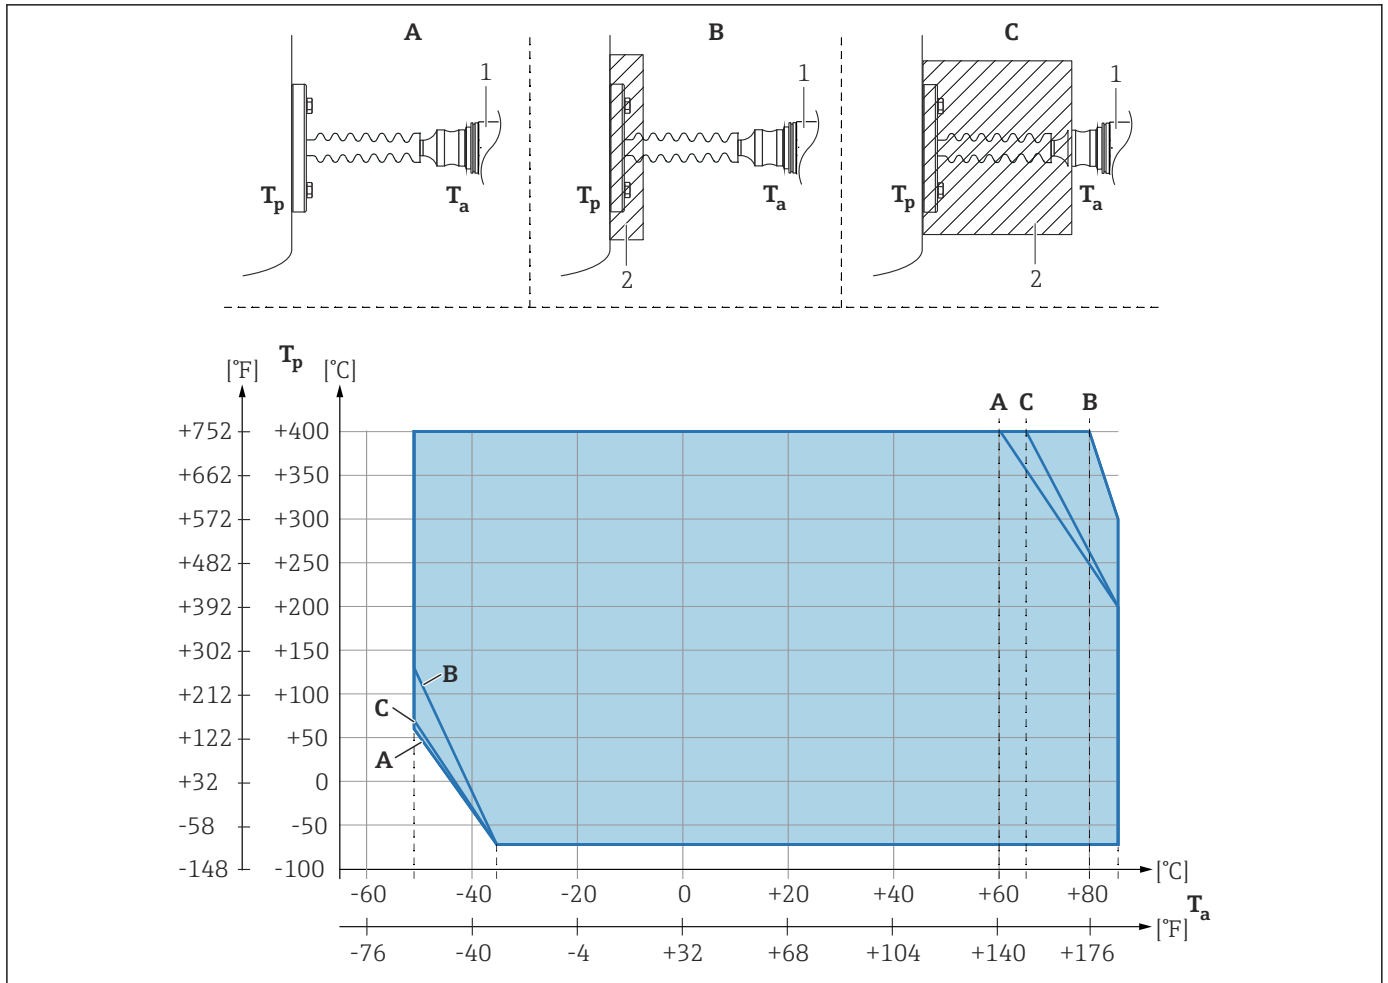 A B C
1 1 1
Tp Ta Tp Ta Tp Ta
2 2
Tp
[°F] [°C]
A C B
+752 +400
+662 +350
+572 +300
+482 +250
+392 +200
+302 +150
B
+212 +100
C
+122 +50
A
+32 0
-58 -50
-148 -100
[°C]
-60 -40 -20 0 +20 +40 +60 +80
Ta
[°F]
-76 -40 -4 +32 +68 +104 +140 +176